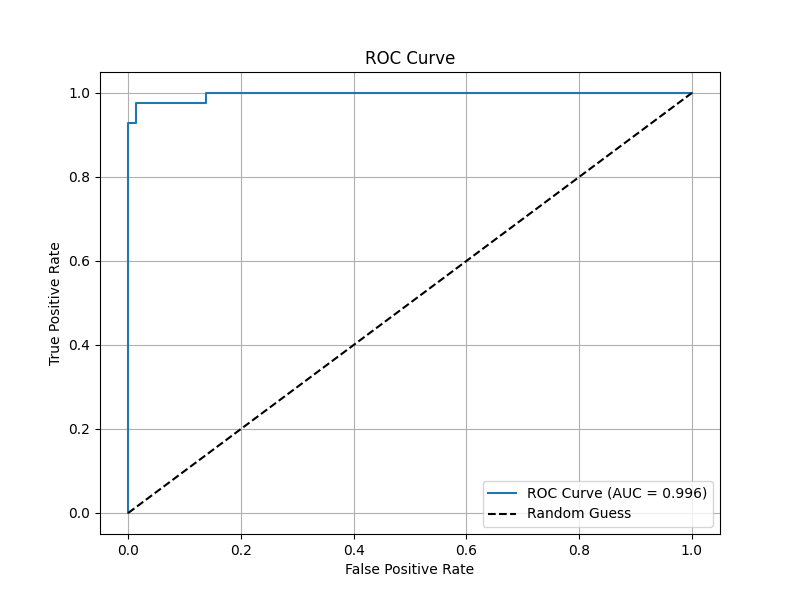 ROC Curve
True Positive Rate
1.0
0.8
0.6
0.4
0.2
0.0
ROC Curve (AUC = 0.996)
Random Guess
0.0 0.2 0.4 0.6 0.8 1.0
False Positive Rate